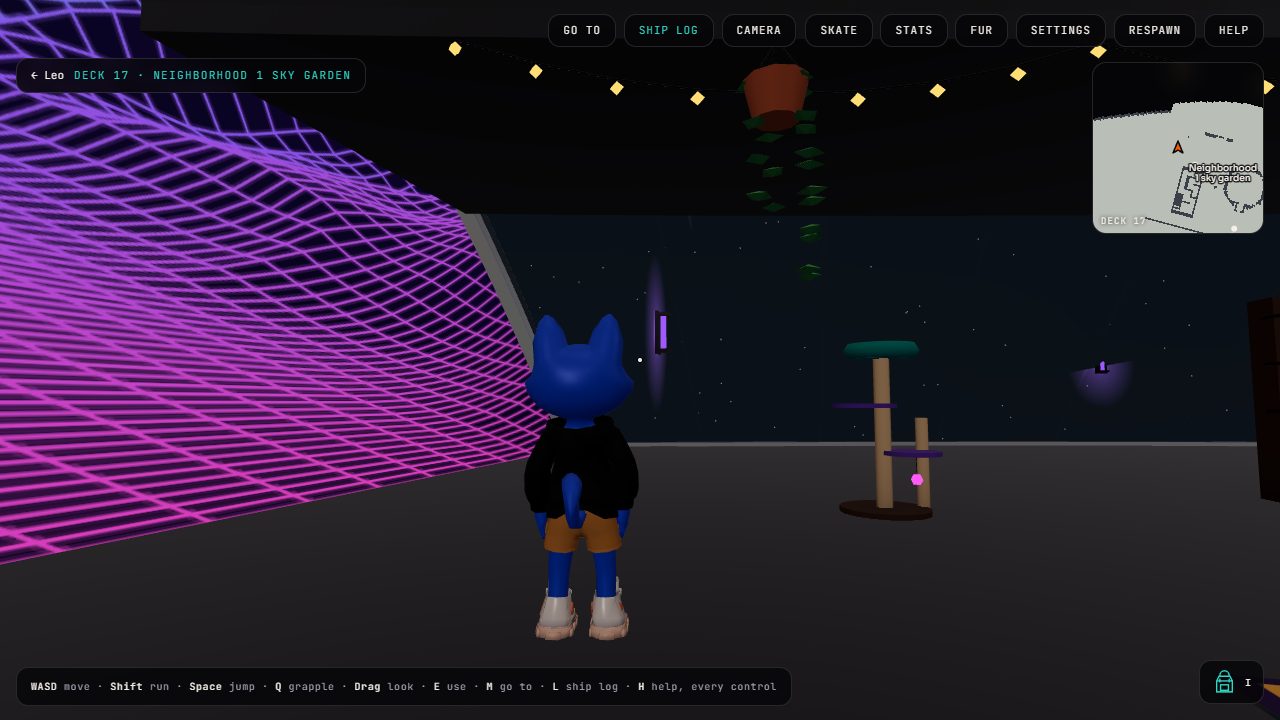 GO TO
SHIP LOG
CAMERA
SKATE
STATS
FUR
SETTINGS
RESPAWN
HELP
← Leo DECK 17 · NEIGHBORHOOD 1 SKY GARDEN
Neighborhood
1 sky garden
DECK 17
WASD move · Shift run · Space jump · Q grapple · Drag look · E use · M go to · L ship log · H help, every control
I